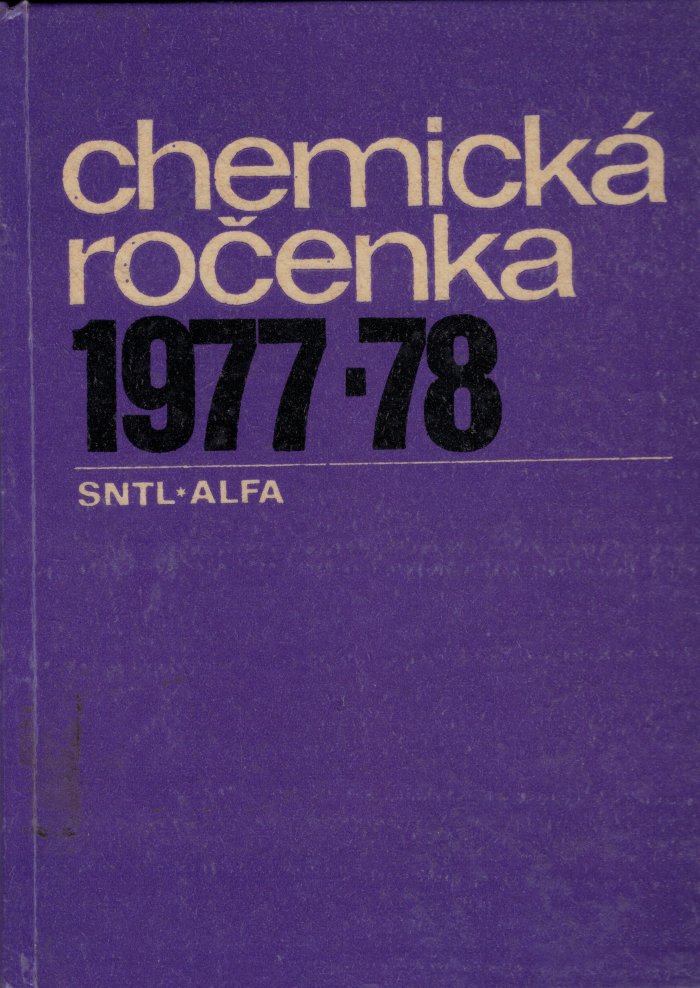 chemická
ročenka
1977·78
SNTL*ALFA